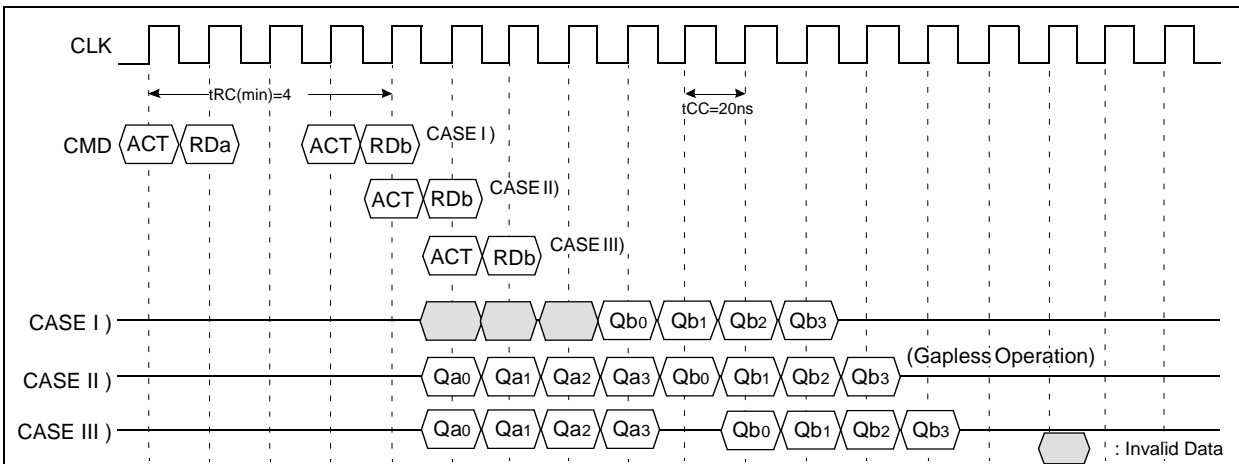 CLK
tRC(min)=4
tCC=20ns
CMD ACT RDa ACT RDb CASE I )
ACT RDb CASE II)
ACT RDb CASE III)
CASE I ) Qb0 Qb1 Qb2 Qb3
(Gapless Operation)
CASE II ) Qa0 Qa1 Qa2 Qa3 Qb0 Qb1 Qb2 Qb3
CASE III ) Qa0 Qa1 Qa2 Qa3 Qb0 Qb1 Qb2 Qb3
: Invalid Data